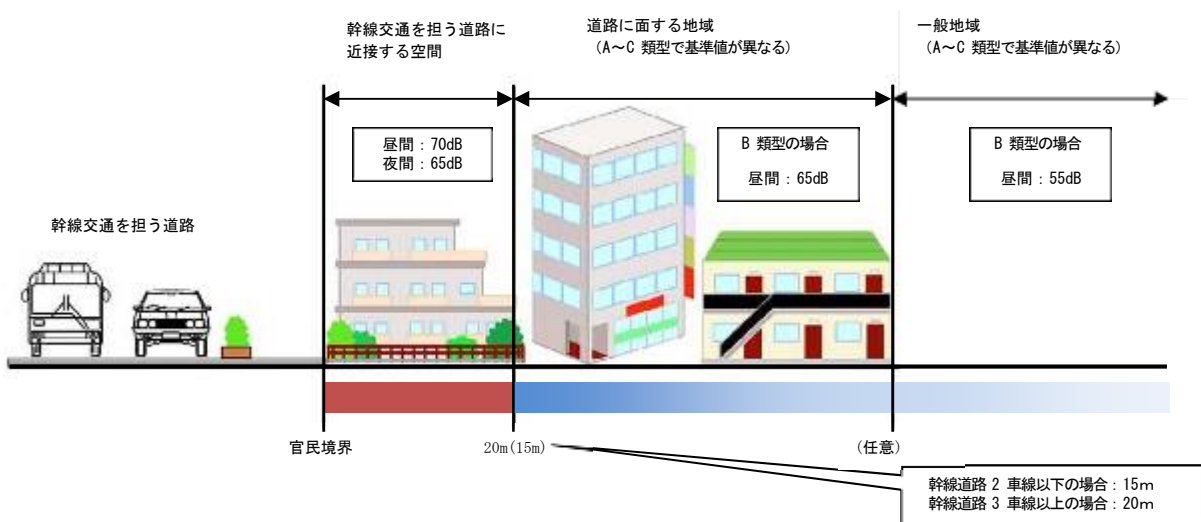 幹線交通を担う道路に
近接する空間
道路に面する地域
（A～C 類型で基準値が異なる）
一般地域
（A～C 類型で基準値が異なる）
昼間：70dB
夜間：65dB
B 類型の場合
昼間：65dB
B 類型の場合
昼間：55dB
幹線交通を担う道路
官民境界
20m(15m)
(任意)
幹線道路 2 車線以下の場合：15m
幹線道路 3 車線以上の場合：20m